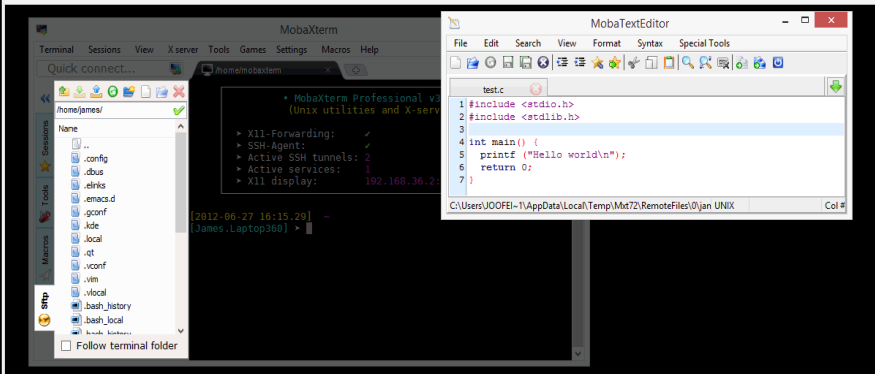 MobaXterm
Terminal Sessions View X server Tools Games Settings Macros Help
Quick connect...
/home/mobaxterm
/home/james/
Name
..
.config
.dbus
.elinks
.emacs.d
.gconf
.kde
.local
.qt
.vconf
.vim
.vlocal
.bash_history
.bash_local
Follow terminal folder
Sessions
Tools
Macros
Sftp
• MobaXterm Professional v3
(Unix utilities and X-serv
➤ X11-Forwarding: ✓
➤ SSH-Agent: ✓
➤ Active SSH tunnels: 2
➤ Active services: 1
➤ X11 display: 192.168.36.2:
[2012-06-27 16:15.29] ~
[James.Laptop360] ➤
MobaTextEditor
File Edit Search View Format Syntax Special Tools
test.c
1 #include <stdio.h>
2 #include <stdlib.h>
3
4 int main() {
5 printf ("Hello world\n");
6 return 0;
7 }
C:\Users\JOOFEI~1\AppData\Local\Temp\Mxt72\RemoteFiles\0\jan UNIX Col #